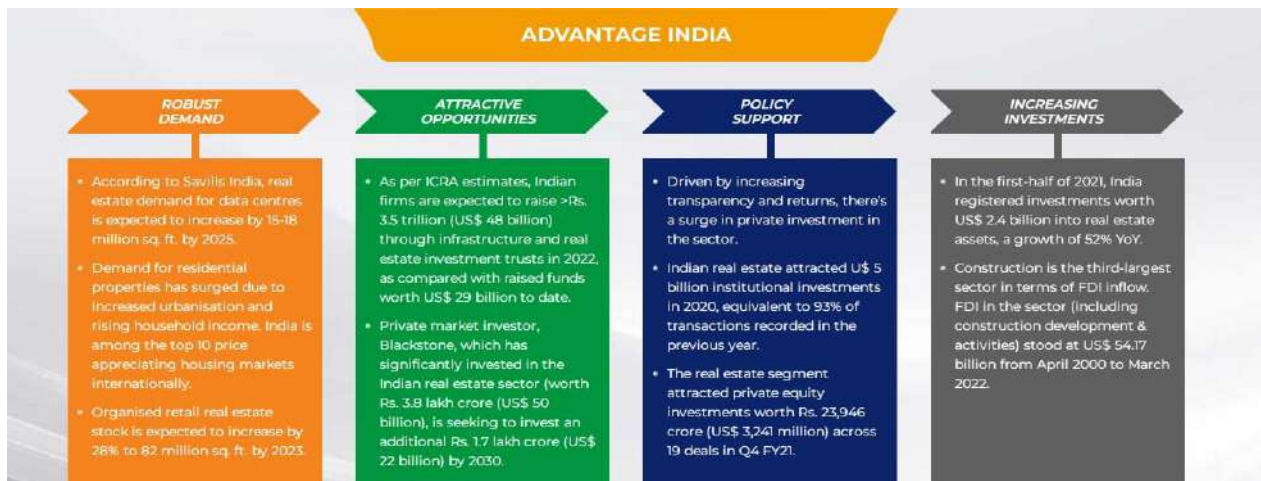 ADVANTAGE INDIA
ROBUST
DEMAND
• According to Savills India, real
estate demand for data centres
is expected to increase by 15-18
million sq. ft. by 2025.
• Demand for residential
properties has surged due to
increased urbanisation and
rising household income. India is
among the top 10 price
appreciating housing markets
internationally.
• Organised retail real estate
stock is expected to increase by
28% to 82 million sq. ft. by 2023.
ATTRACTIVE
OPPORTUNITIES
• As per ICRA estimates, Indian
firms are expected to raise >Rs.
3.5 trillion (US$ 48 billion)
through infrastructure and real
estate investment trusts in 2022,
as compared with raised funds
worth US$ 29 billion to date.
• Private market investor,
Blackstone, which has
significantly invested in the
Indian real estate sector (worth
Rs. 3.8 lakh crore (US$ 50
billion), is seeking to invest an
additional Rs. 1.7 lakh crore (US$
22 billion) by 2030.
POLICY
SUPPORT
• Driven by increasing
transparency and returns, there's
a surge in private investment in
the sector.
• Indian real estate attracted U$ 5
billion institutional investments
in 2020, equivalent to 93% of
transactions recorded in the
previous year.
• The real estate segment
attracted private equity
investments worth Rs. 23,946
crore (US$ 3,241 million) across
19 deals in Q4 FY21.
INCREASING
INVESTMENTS
• In the first-half of 2021, India
registered investments worth
US$ 2.4 billion into real estate
assets, a growth of 52% YoY.
• Construction is the third-largest
sector in terms of FDI inflow.
FDI in the sector (including
construction development &
activities) stood at US$ 54.17
billion from April 2000 to March
2022.